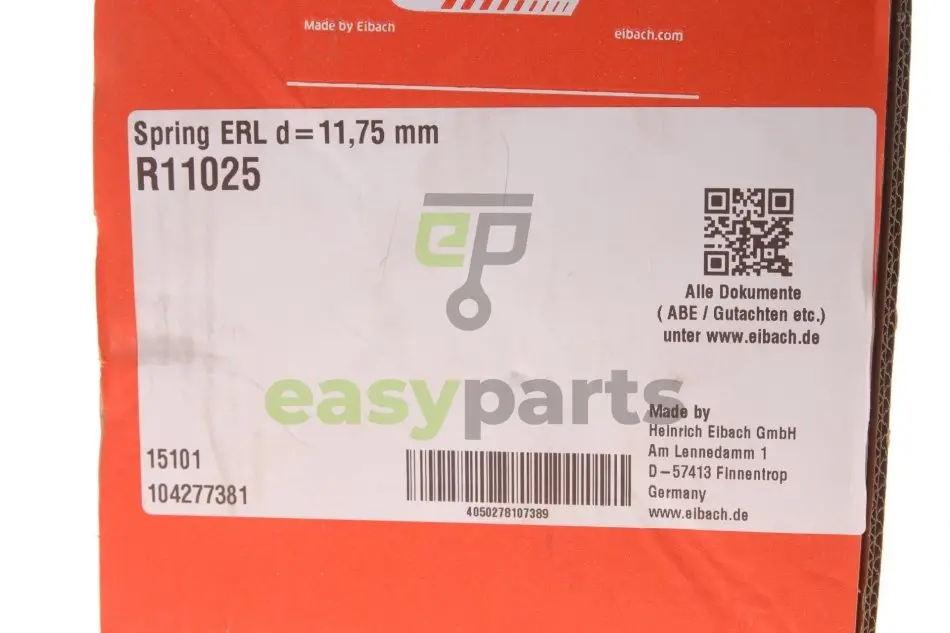 Made by Eibach
eibach.com
Spring ERL d=11,75 mm
R11025
ep
Alle Dokumente
( ABE / Gutachten etc.)
unter www.eibach.de
easyparts
Made by
Heinrich Eibach GmbH
Am Lennedamm 1
D-57413 Finnentrop
Germany
www.eibach.de
15101
104277381
4050278107389